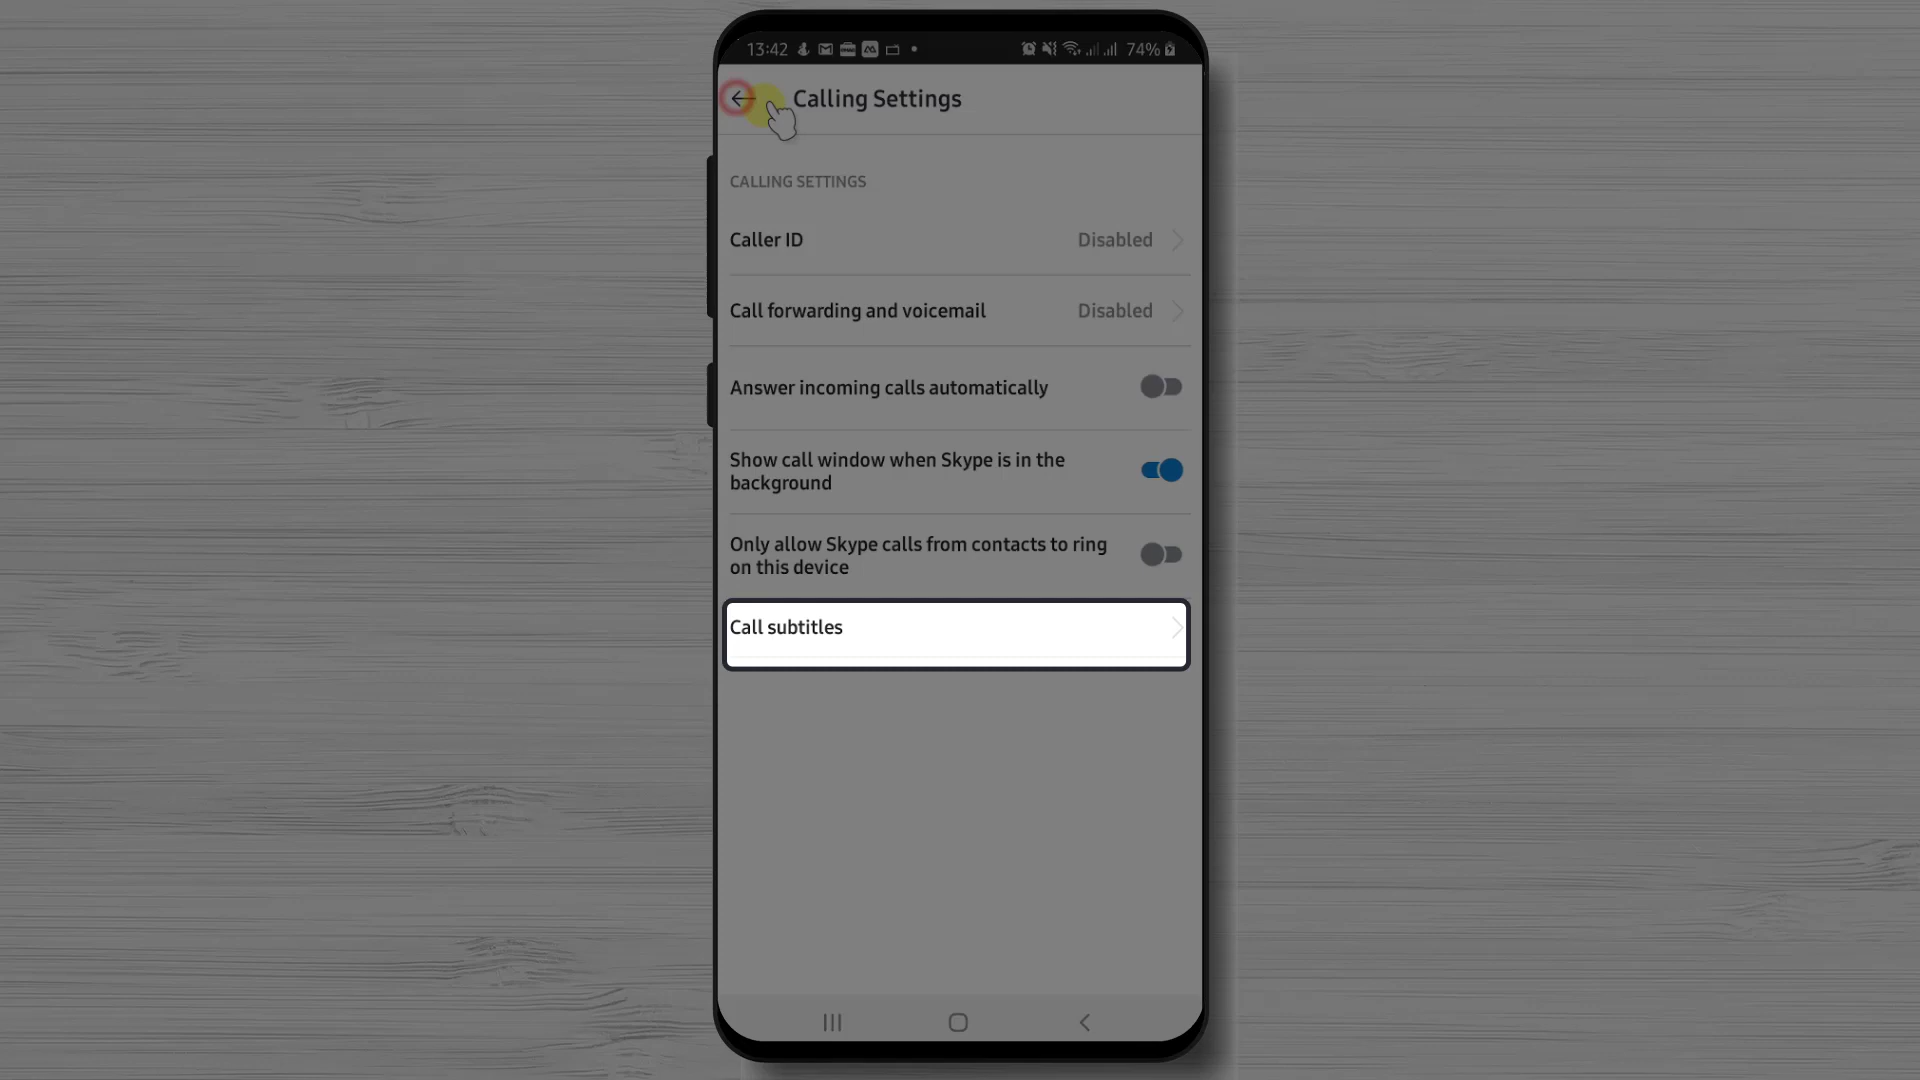 13:42
74%
Calling Settings
CALLING SETTINGS
Caller ID Disabled
Call forwarding and voicemail Disabled
Answer incoming calls automatically
Show call window when Skype is in the
background
Only allow Skype calls from contacts to ring
on this device
Call subtitles